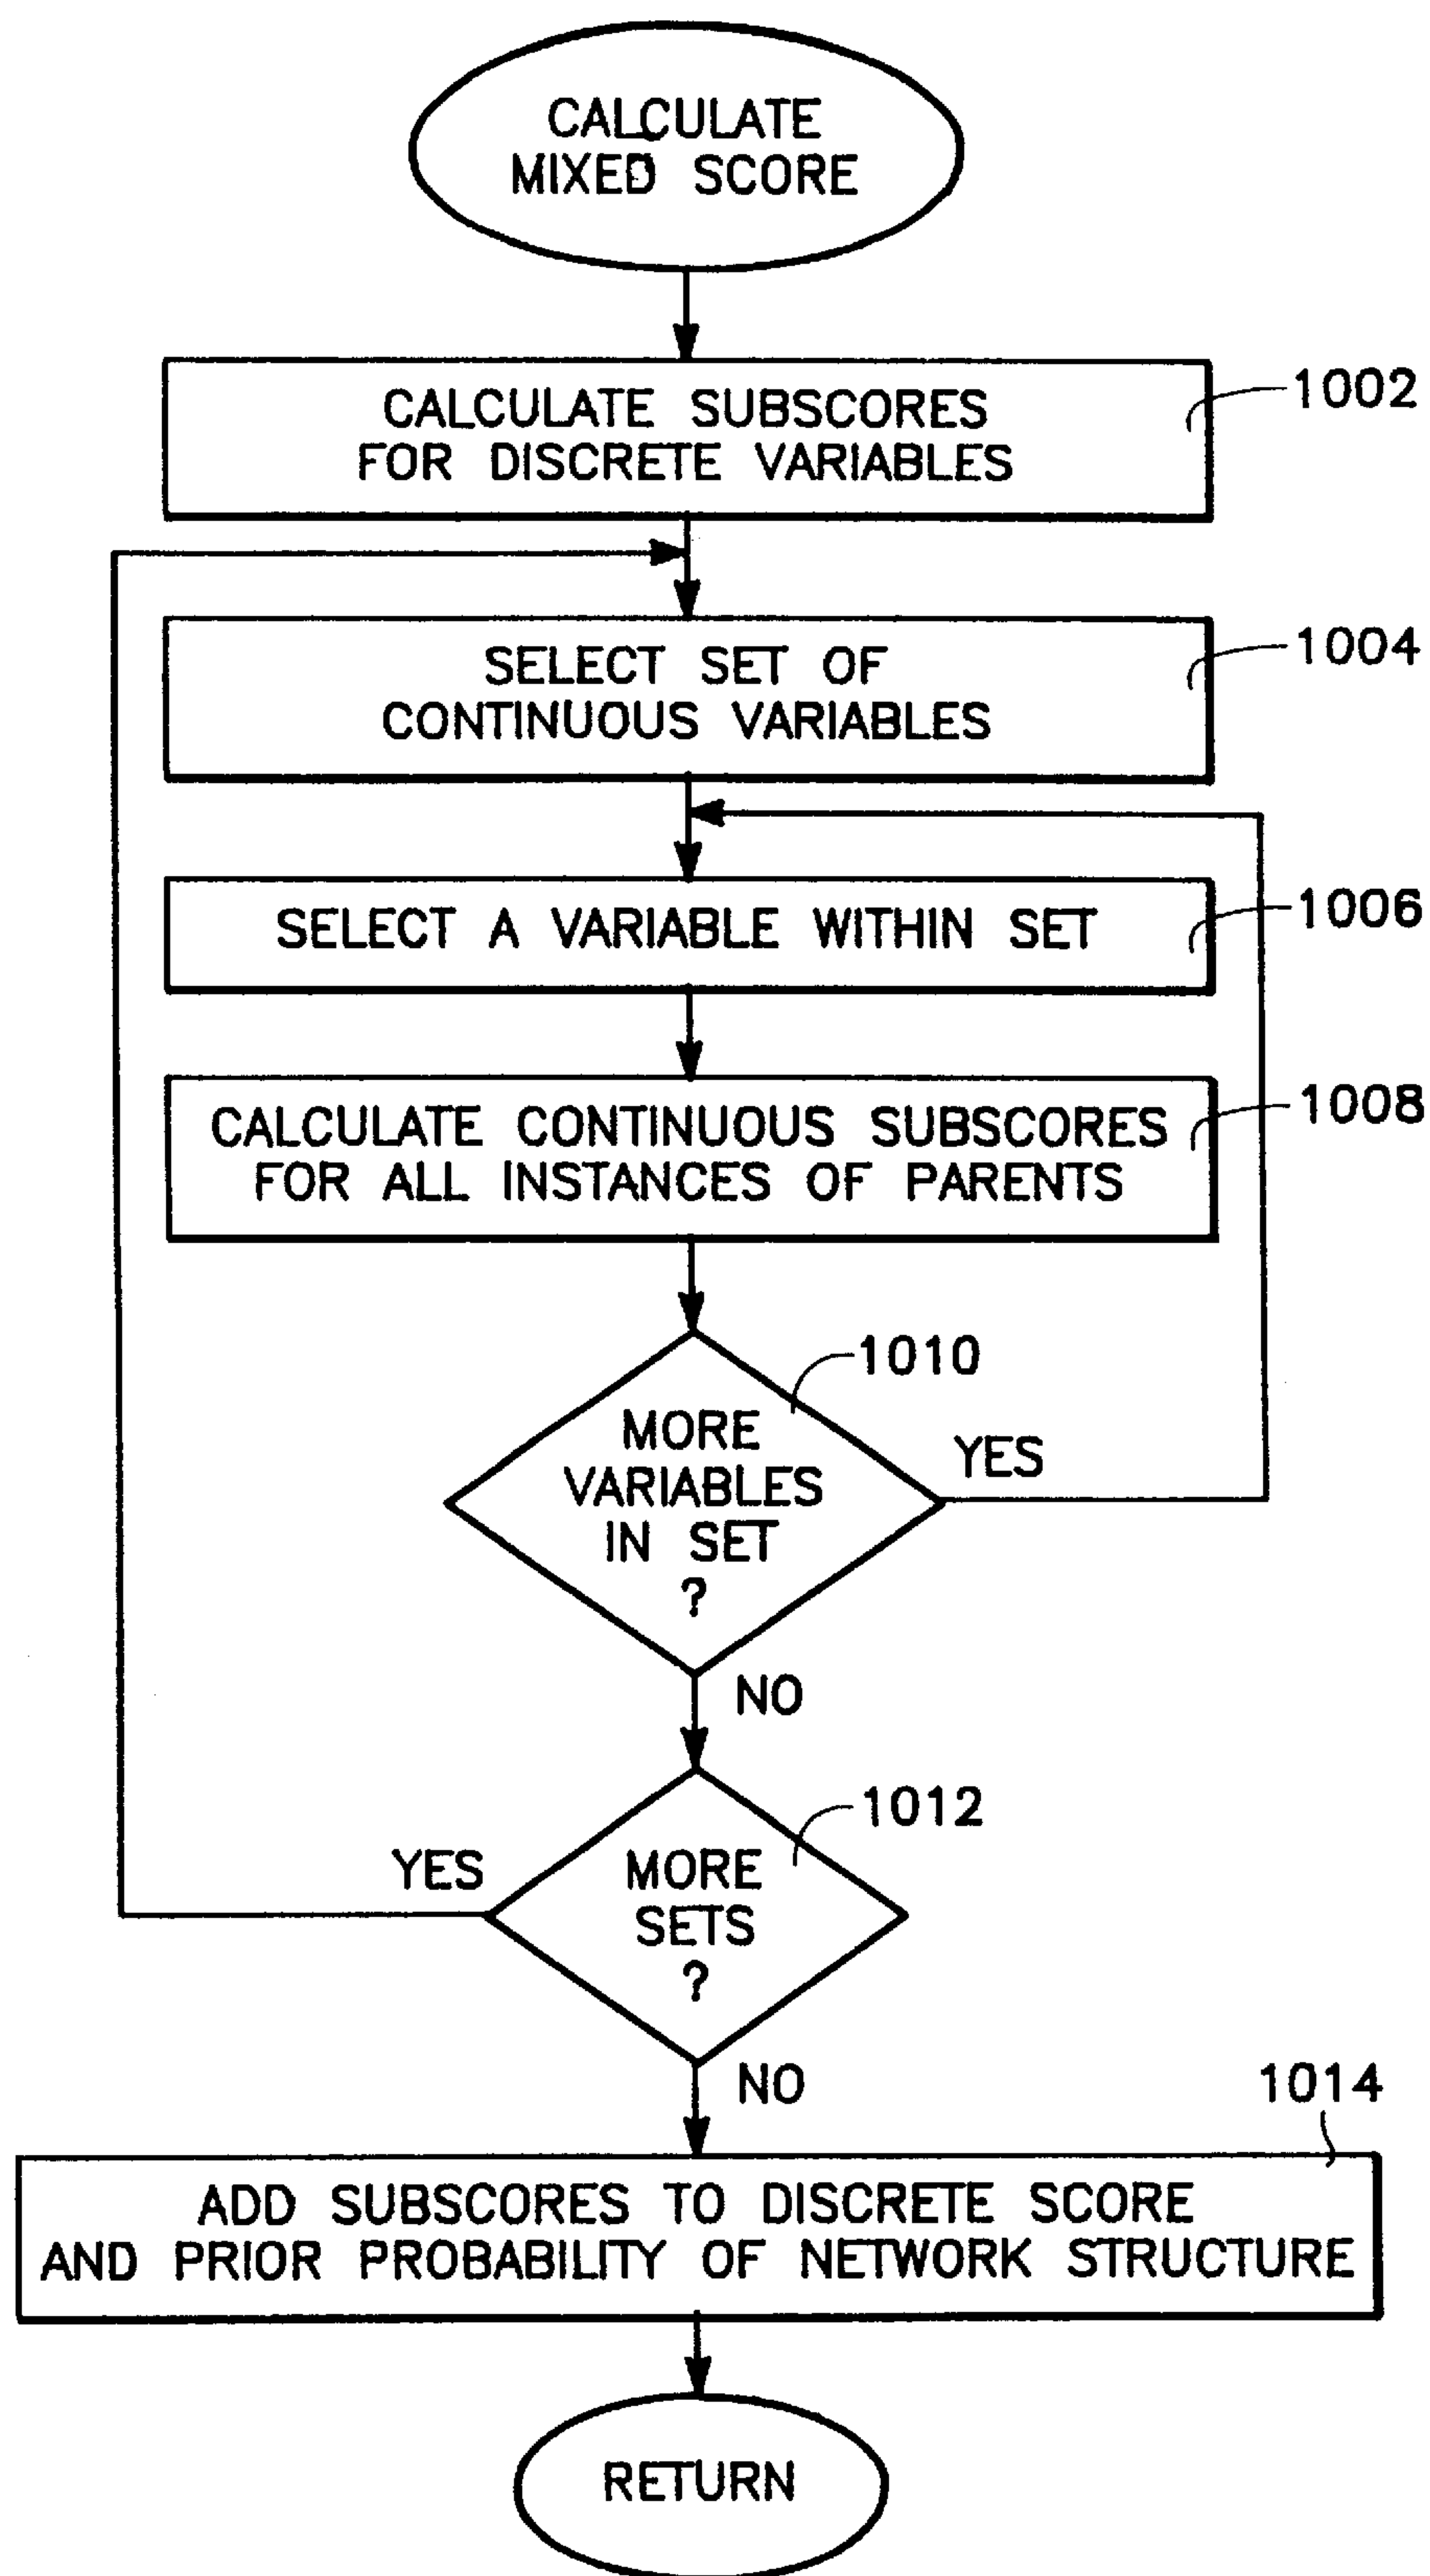 CALCULATE
MIXED SCORE
CALCULATE SUBSCORES
FOR DISCRETE VARIABLES
1002
SELECT SET OF
CONTINUOUS VARIABLES
1004
SELECT A VARIABLE WITHIN SET
1006
CALCULATE CONTINUOUS SUBSCORES
FOR ALL INSTANCES OF PARENTS
1008
1010
MORE
VARIABLES
IN SET
?
YES
NO
1012
YES
MORE
SETS
?
NO
1014
ADD SUBSCORES TO DISCRETE SCORE
AND PRIOR PROBABILITY OF NETWORK STRUCTURE
RETURN